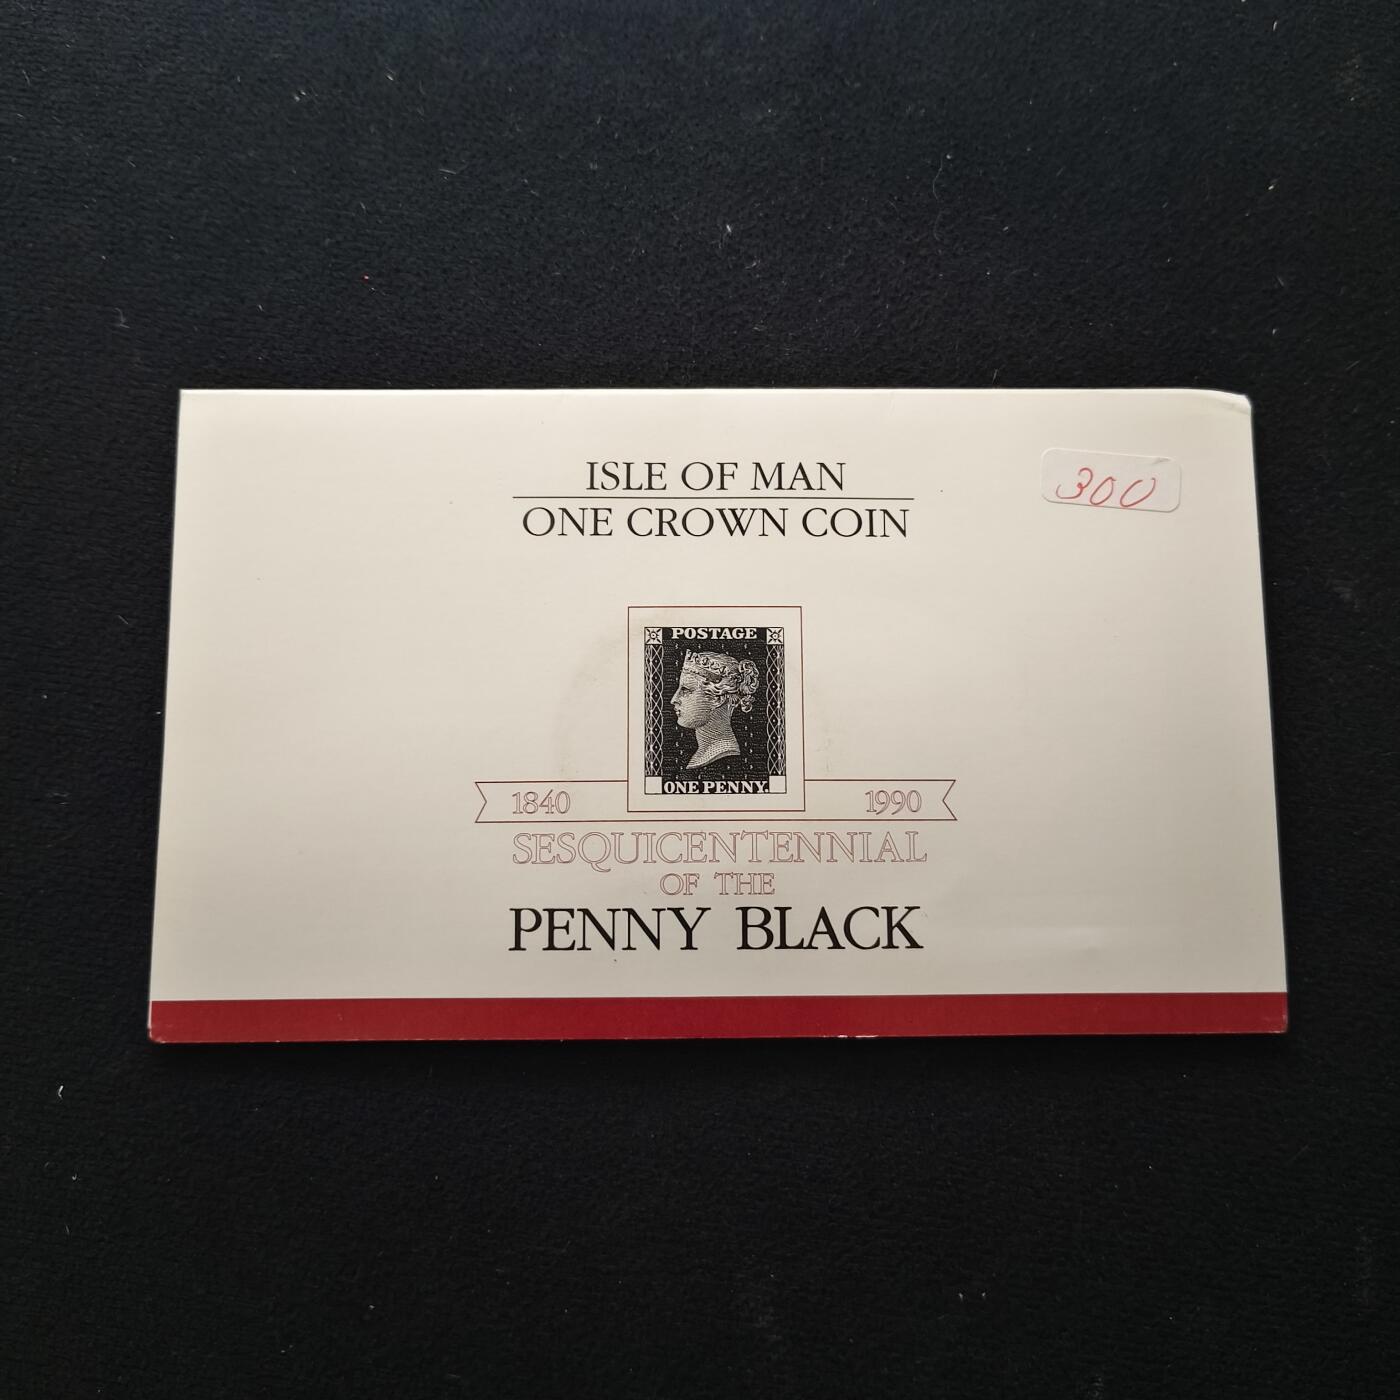 ISLE OF MAN
ONE CROWN COIN
300
POSTAGE
ONE PENNY.
1840 1990
SESQUICENTENNIAL
OF THE
PENNY BLACK